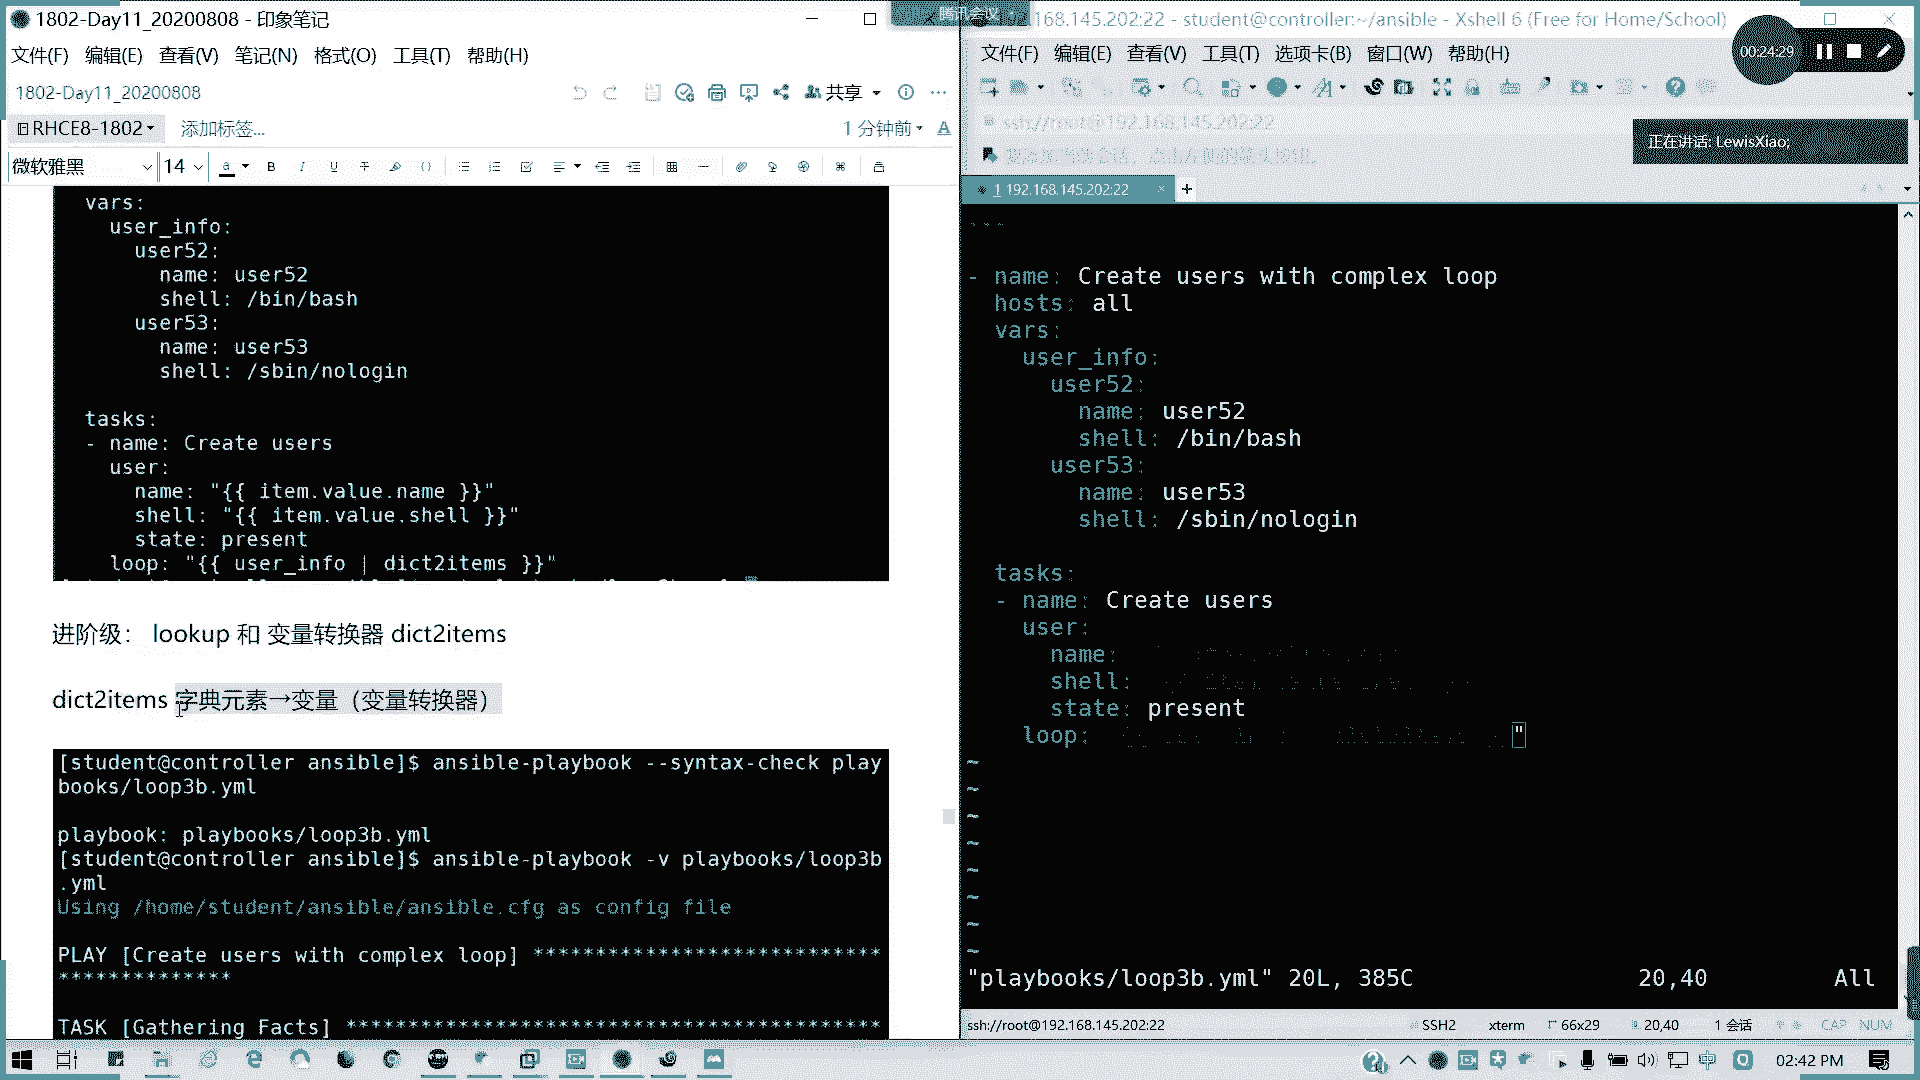 1802-Day11_20200808 - 印象笔记
文件(F) 编辑(E) 查看(V) 笔记(N) 格式(O) 工具(T) 帮助(H)
1802-Day11_20200808
共享
RHCE8-1802
添加标签...
1 分钟前
微软雅黑
14
vars:
user_info:
user52:
name: user52
shell: /bin/bash
user53:
name: user53
shell: /sbin/nologin
tasks:
- name: Create users
user:
name: "{{ item.value.name }}"
shell: "{{ item.value.shell }}"
state: present
loop: "{{ user_info | dict2items }}"
进阶级： lookup 和 变量转换器 dict2items
dict2items 字典元素→变量（变量转换器）
[student@controller ansible]$ ansible-playbook --syntax-check play
books/loop3b.yml
playbook: playbooks/loop3b.yml
[student@controller ansible]$ ansible-playbook -v playbooks/loop3b
.yml
Using /home/student/ansible/ansible.cfg as config file
PLAY [Create users with complex loop] ****************************
**************
TASK [Gathering Facts] *******************************************
腾讯会议
.168.145.202:22 - student@controller:~/ansible - Xshell 6 (Free for Home/School)
文件(F) 编辑(E) 查看(V) 工具(T) 选项卡(B) 窗口(W) 帮助(H)
00:24:29
ssh://root@192.168.145.202:22
正在讲话: LewisXiao;
1 192.168.145.202:22
- name: Create users with complex loop
hosts: all
vars:
user_info:
user52:
name: user52
shell: /bin/bash
user53:
name: user53
shell: /sbin/nologin
tasks:
- name: Create users
user:
name:
shell:
state: present
loop: "
~
~
~
~
~
~
~
~
"playbooks/loop3b.yml" 20L, 385C 20,40 All
ssh://root@192.168.145.202:22 SSH2 xterm 66x29 20,40 1 会话 CAP NUM
中
02:42 PM